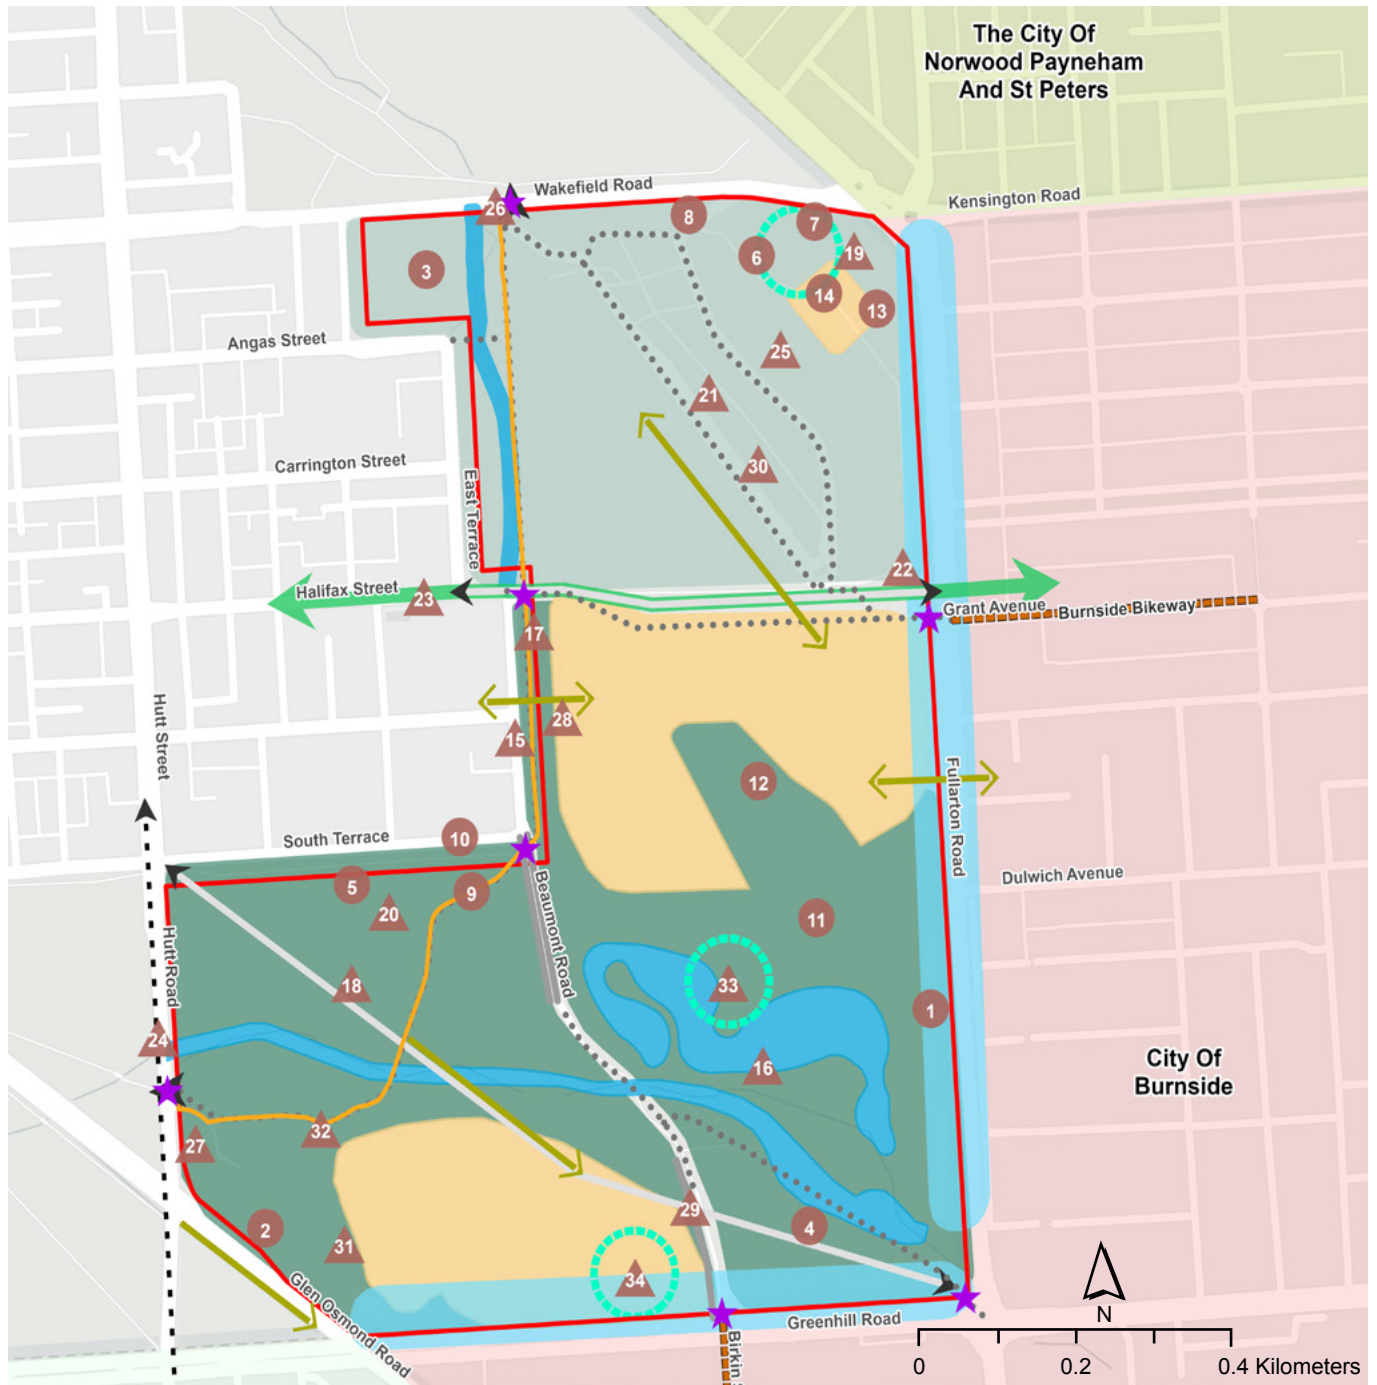 The City Of
Norwood Payneham
And St Peters
Wakefield Road
Kensington Road
26
8
7
3
6
19
14
13
Angas Street
25
21
Carrington Street
30
East Terrace
22
Halifax Street
23
Grant Avenue
Burnside Bikeway
17
Hutt Street
28
15
12
Fullarton Road
South Terrace
10
5
9
Dulwich Avenue
20
11
Beaumont Road
Hutt Road
18
33
1
24
16
City Of
Burnside
32
27
29
4
2
31
34
N
Glen Osmond Road
Greenhill Road
Birkin
0 0.2 0.4 Kilometers